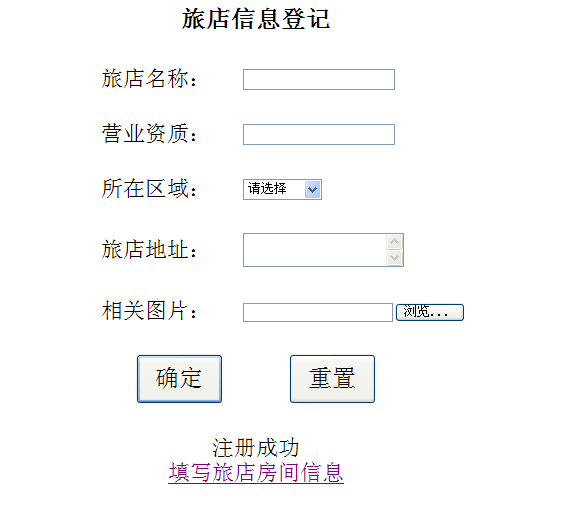 旅店信息登记
旅店名称：
营业资质：
所在区域： 请选择
旅店地址：
相关图片： 浏览...
确定 重置
注册成功
填写旅店房间信息